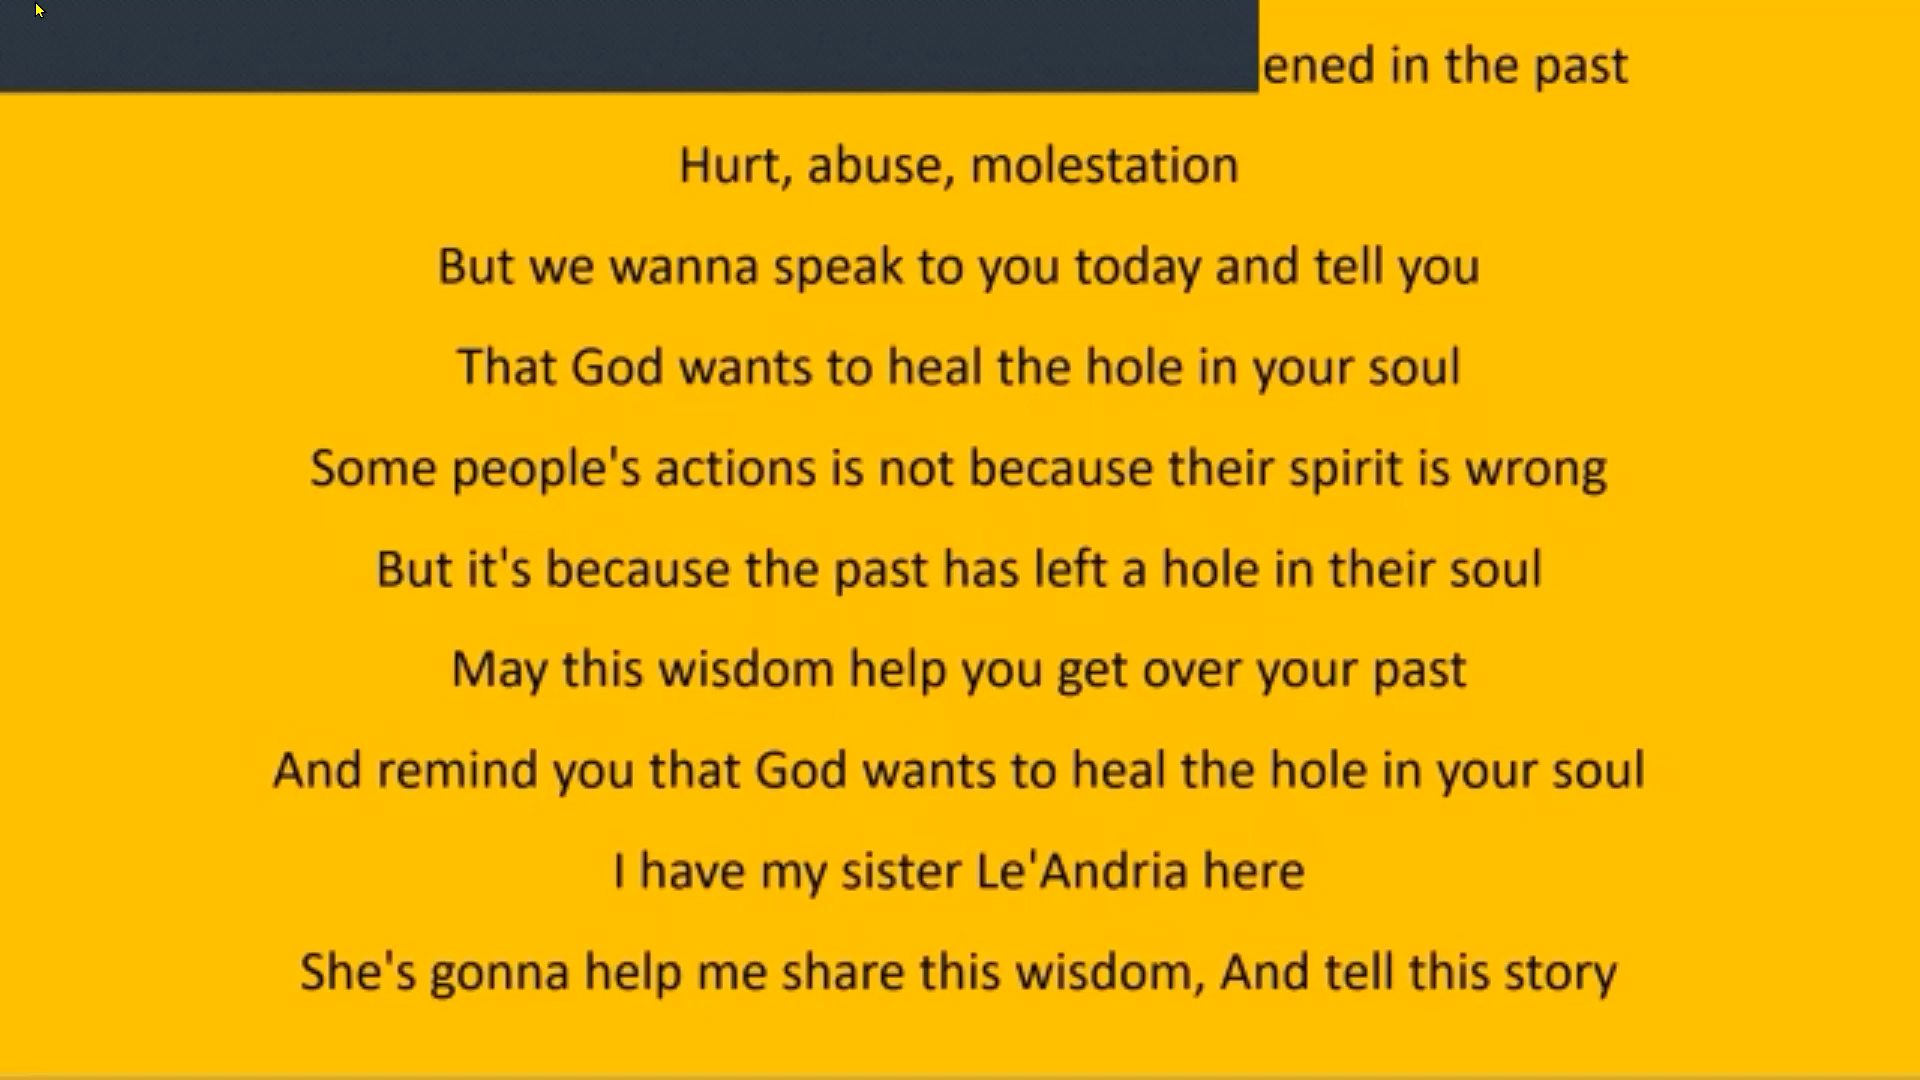 ened in the past
Hurt, abuse, molestation
But we wanna speak to you today and tell you
That God wants to heal the hole in your soul
Some people's actions is not because their spirit is wrong
But it's because the past has left a hole in their soul
May this wisdom help you get over your past
And remind you that God wants to heal the hole in your soul
I have my sister Le'Andria here
She's gonna help me share this wisdom, And tell this story